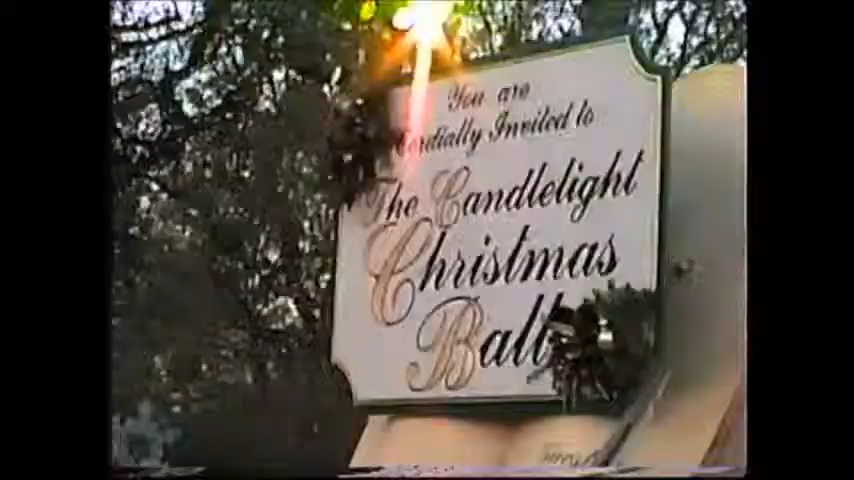 You are
Cordially Invited to
The Candlelight
Christmas
Ball